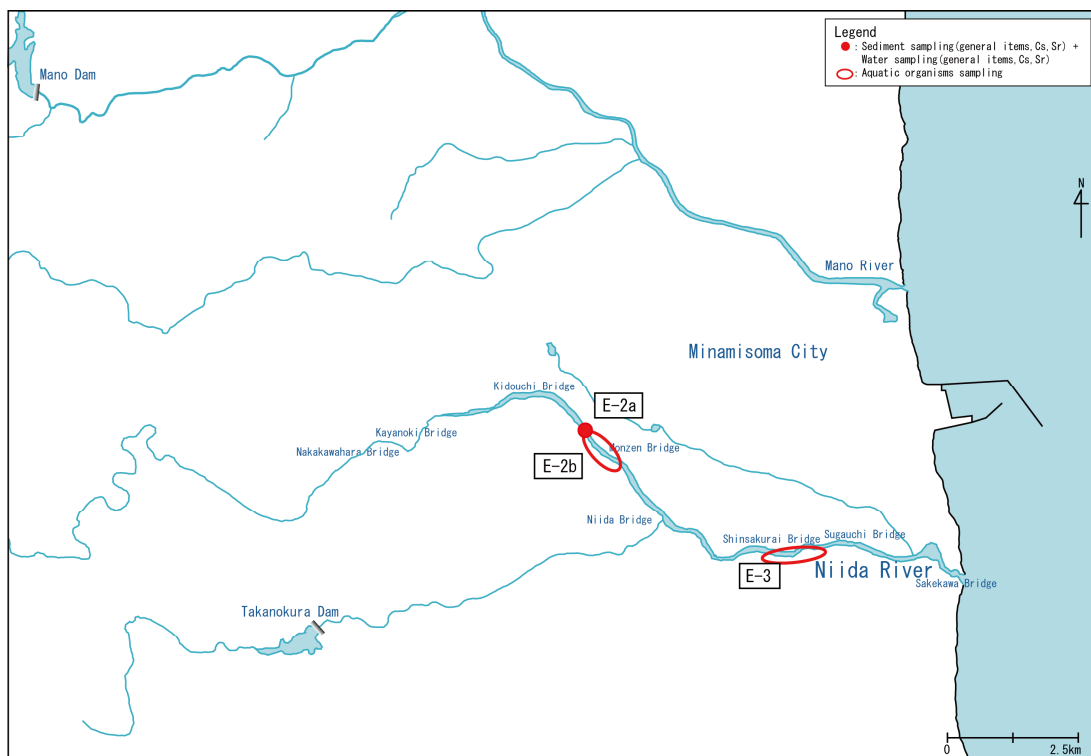 Legend
: Sediment sampling(general items,Cs,Sr) +
Water sampling(general items,Cs,Sr)
: Aquatic organisms sampling
Mano Dam
N
Mano River
Minamisoma City
Kidouchi Bridge
E-2a
Kayanoki Bridge
Nakakawahara Bridge
Monzen Bridge
E-2b
Niida Bridge
Shinsakurai Bridge
Sugauchi Bridge
E-3
Niida River
Sakekawa Bridge
Takanokura Dam
0
2.5km